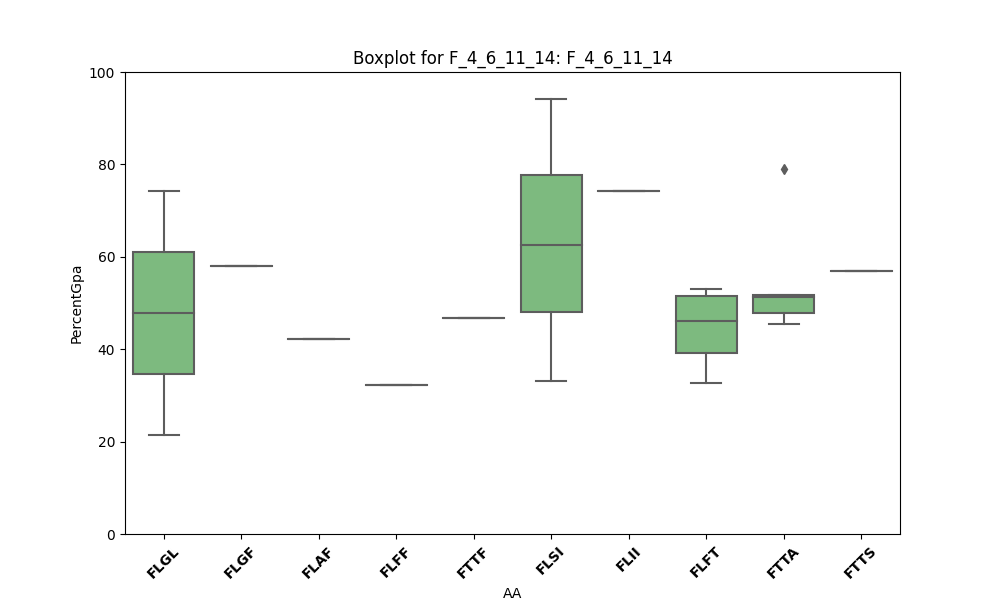 Boxplot for F_4_6_11_14: F_4_6_11_14
100
80
60
40
20
0
PercentGpa
FLGL FLGF FLAF FLFF FTTF FLSI FLII FLFT FTTA FTTS
AA